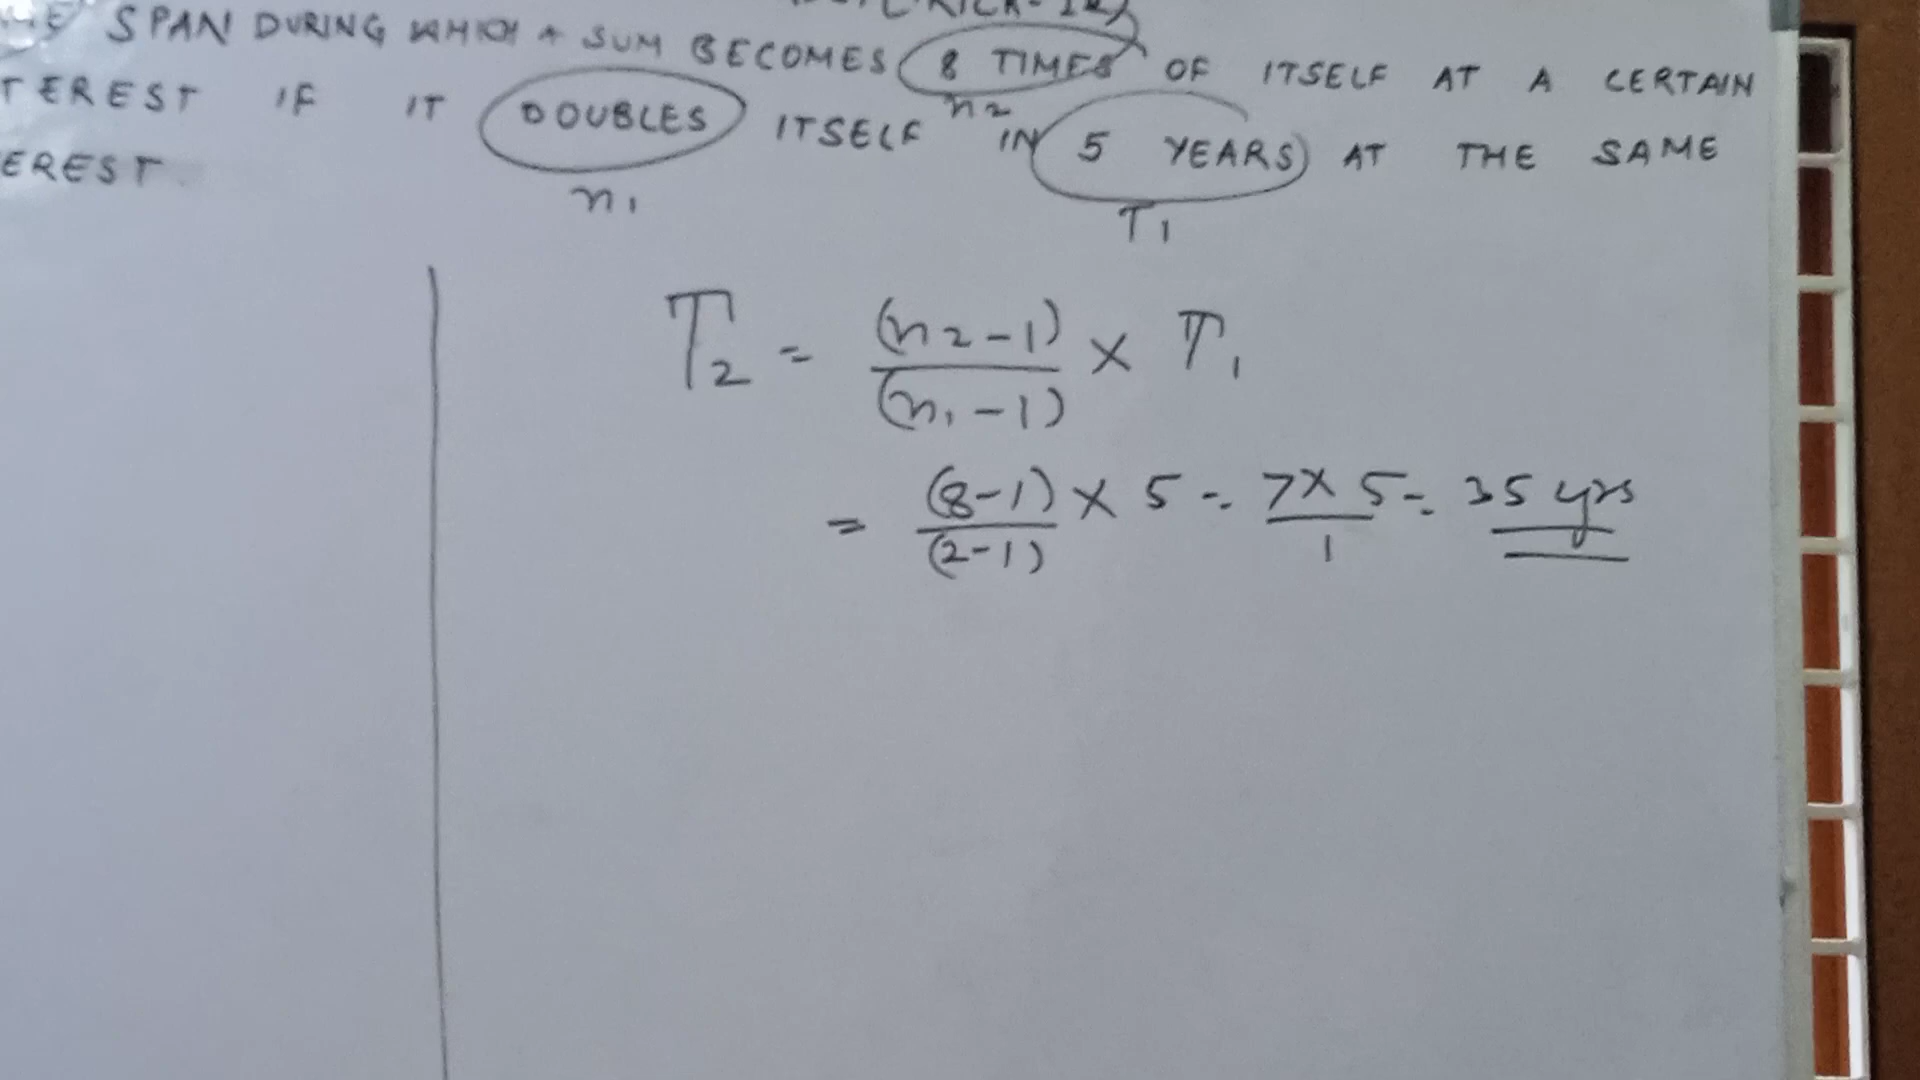 SPAN DURING WHICH A SUM BECOMES 8 TIMES OF ITSELF AT A CERTAIN
TEREST IF IT DOUBLES ITSELF IN 5 YEARS AT THE SAME
n2
EREST
n1
T1
T2 = (n2-1)/(n1-1) × T1
= (8-1)/(2-1) × 5 = 7×5/1 = 35 yrs